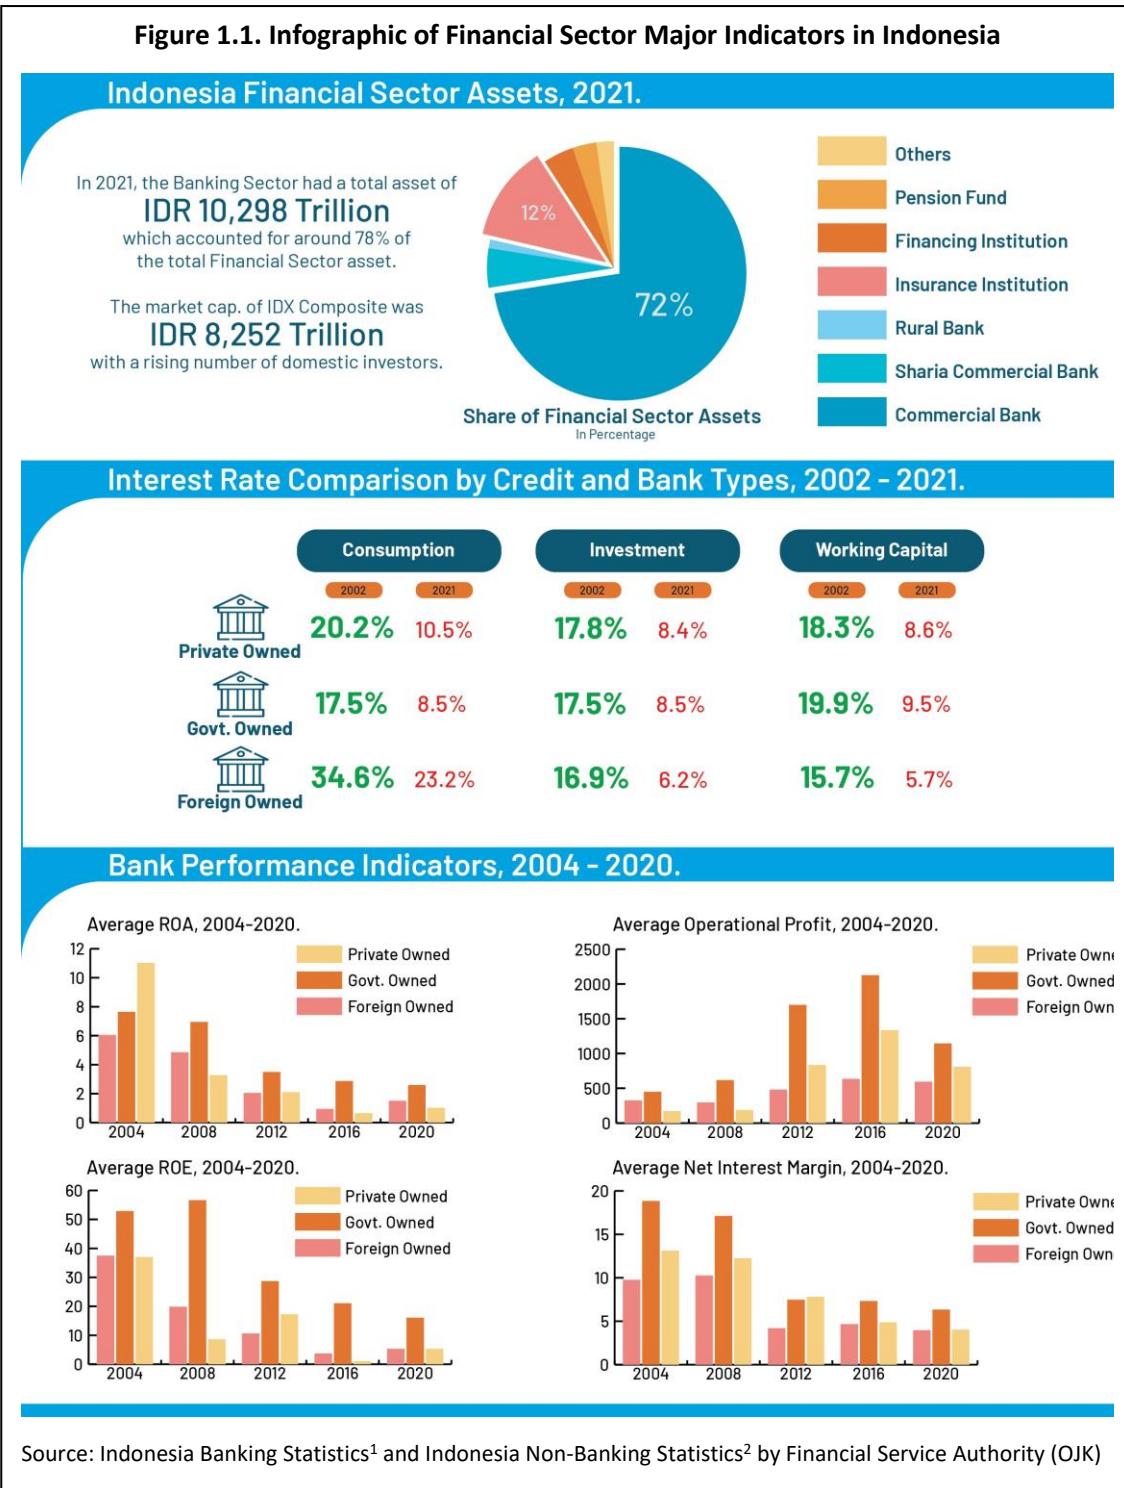 Figure 1.1. Infographic of Financial Sector Major Indicators in Indonesia
Indonesia Financial Sector Assets, 2021.
In 2021, the Banking Sector had a total asset of
IDR 10,298 Trillion
which accounted for around 78% of
the total Financial Sector asset.
The market cap. of IDX Composite was
IDR 8,252 Trillion
with a rising number of domestic investors.
12%
72%
Share of Financial Sector Assets
In Percentage
Others
Pension Fund
Financing Institution
Insurance Institution
Rural Bank
Sharia Commercial Bank
Commercial Bank
Interest Rate Comparison by Credit and Bank Types, 2002 - 2021.
Consumption Investment Working Capital
2002 2021 2002 2021 2002 2021
20.2% 10.5% 17.8% 8.4% 18.3% 8.6%
Private Owned
17.5% 8.5% 17.5% 8.5% 19.9% 9.5%
Govt. Owned
34.6% 23.2% 16.9% 6.2% 15.7% 5.7%
Foreign Owned
Bank Performance Indicators, 2004 - 2020.
Average ROA, 2004-2020.
12
10
8
6
4
2
0
2004 2008 2012 2016 2020
Private Owned
Govt. Owned
Foreign Owned
Average Operational Profit, 2004-2020.
2500
2000
1500
1000
500
0
2004 2008 2012 2016 2020
Private Owne
Govt. Owned
Foreign Own
Average ROE, 2004-2020.
60
50
40
30
20
10
0
2004 2008 2012 2016 2020
Private Owned
Govt. Owned
Foreign Owned
Average Net Interest Margin, 2004-2020.
20
15
10
5
0
2004 2008 2012 2016 2020
Private Owne
Govt. Owned
Foreign Own
Source: Indonesia Banking Statistics¹ and Indonesia Non-Banking Statistics² by Financial Service Authority (OJK)